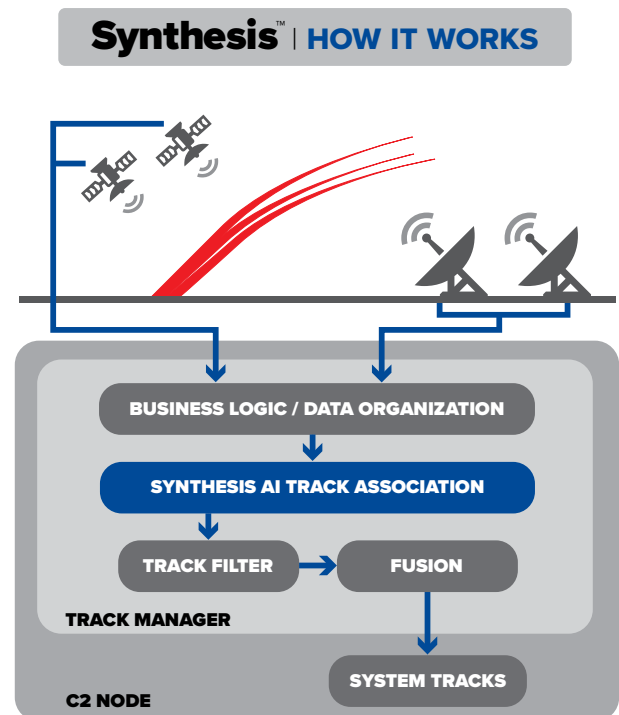 Synthesis™ | HOW IT WORKS
BUSINESS LOGIC / DATA ORGANIZATION
SYNTHESIS AI TRACK ASSOCIATION
TRACK FILTER
FUSION
TRACK MANAGER
SYSTEM TRACKS
C2 NODE